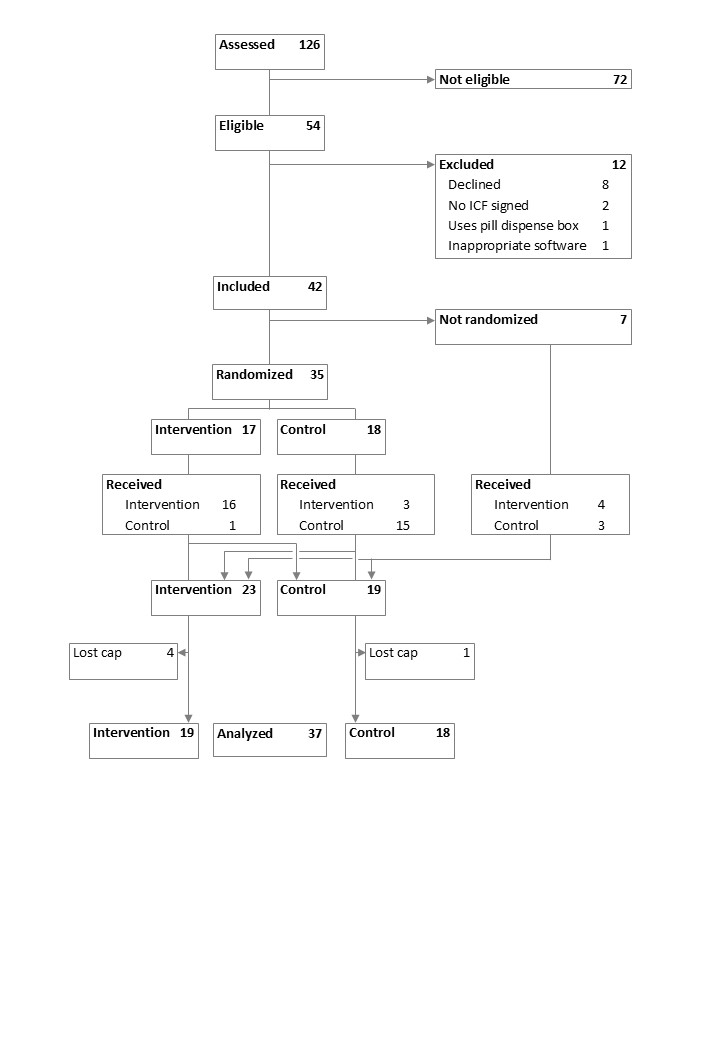 Assessed 126
Not eligible 72
Eligible 54
Excluded 12
Declined 8
No ICF signed 2
Uses pill dispense box 1
Inappropriate software 1
Included 42
Not randomized 7
Randomized 35
Intervention 17
Control 18
Received
Intervention 16
Control 1
Received
Intervention 3
Control 15
Received
Intervention 4
Control 3
Intervention 23
Control 19
Lost cap 4
Lost cap 1
Intervention 19
Analyzed 37
Control 18